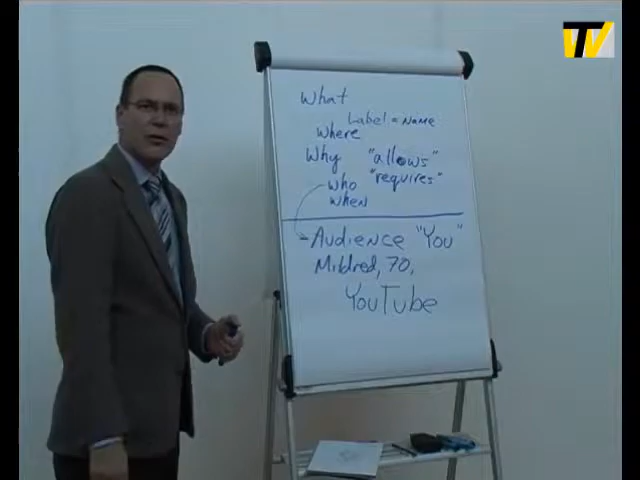 TV
What
Label = Name
Where
Why "allows"
"requires"
Who
When
- Audience "You"
Mildred, 70,
YouTube